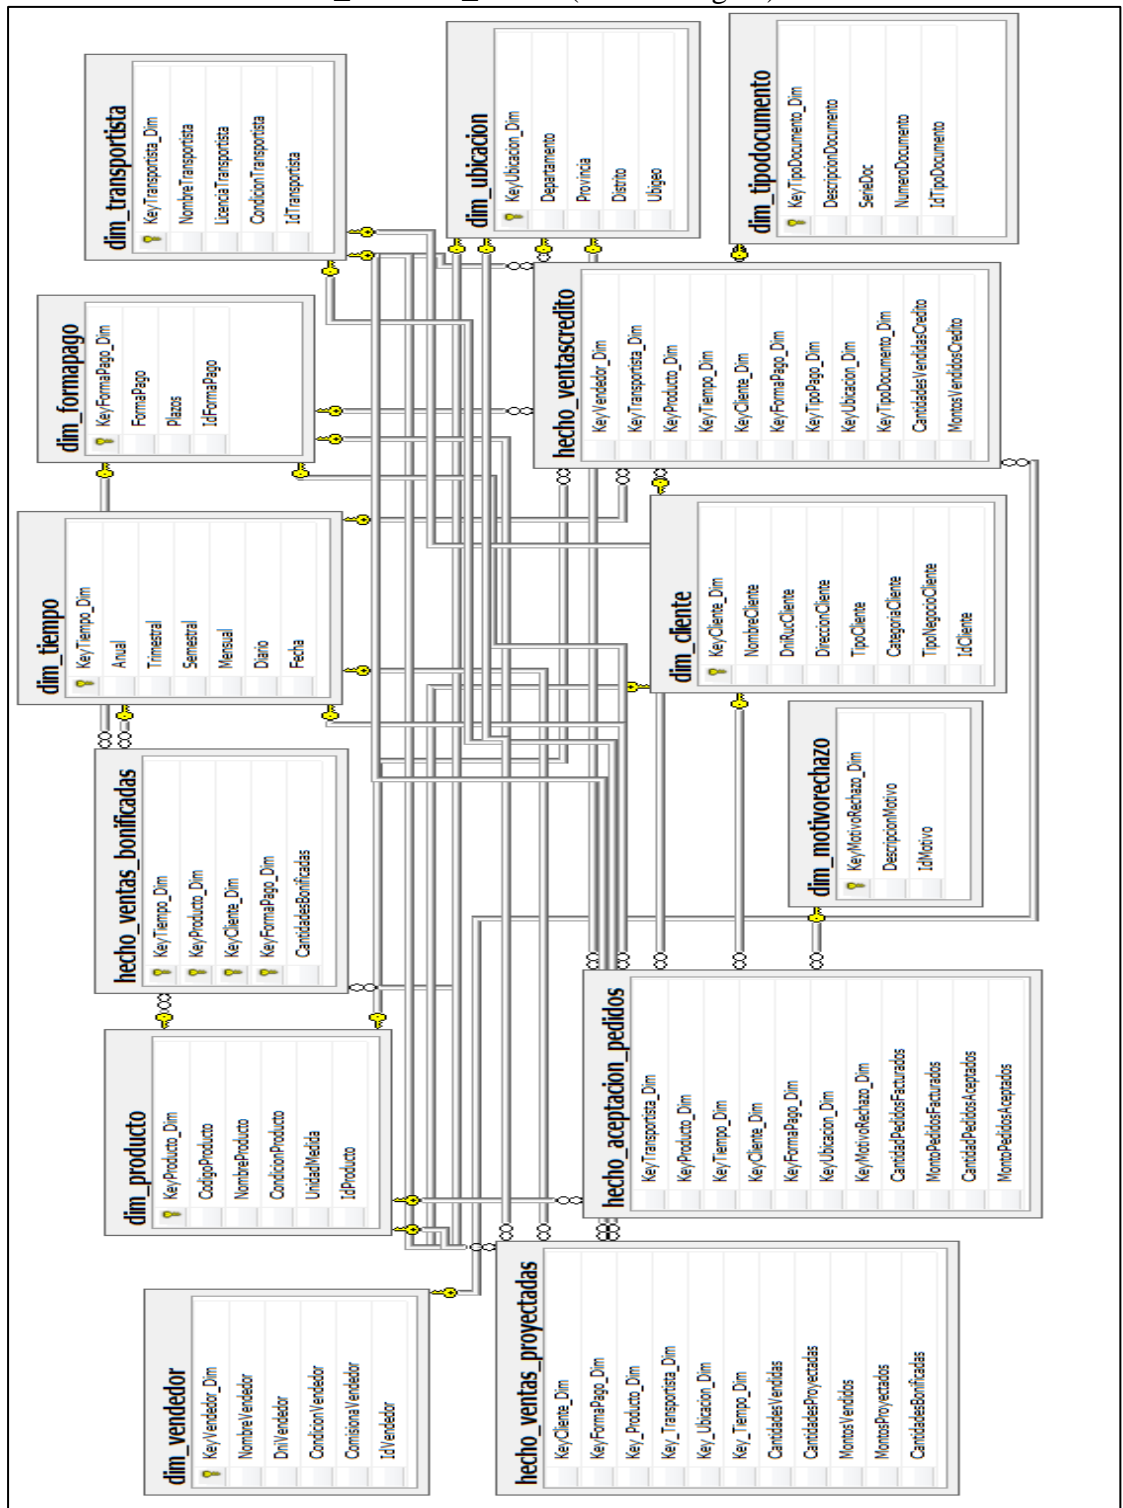 dim_vendedor
KeyVendedor_Dim
NombreVendedor
DniVendedor
CondicionVendedor
ComisionaVendedor
IdVendedor
dim_producto
KeyProducto_Dim
CodigoProducto
NombreProducto
CondicionProducto
UnidadMedida
IdProducto
hecho_ventas_bonificadas
KeyTiempo_Dim
KeyProducto_Dim
KeyCliente_Dim
KeyFormaPago_Dim
CantidadesBonificadas
dim_tiempo
KeyTiempo_Dim
Anual
Trimestral
Semestral
Mensual
Diario
Fecha
dim_formapago
KeyFormaPago_Dim
FormaPago
Plazos
IdFormaPago
dim_transportista
KeyTransportista_Dim
NombreTransportista
LicenciaTransportista
CondicionTransportista
IdTransportista
hecho_ventas_proyectadas
KeyCliente_Dim
KeyFormaPago_Dim
Key_Producto_Dim
Key_Transportista_Dim
Key_Ubicacion_Dim
Key_Tiempo_Dim
CantidadesVendidas
CantidadesProyectadas
MontosVendidos
MontosProyectados
CantidadesBonificadas
hecho_aceptacion_pedidos
KeyTransportista_Dim
KeyProducto_Dim
KeyTiempo_Dim
KeyCliente_Dim
KeyFormaPago_Dim
KeyUbicacion_Dim
KeyMotivoRechazo_Dim
CantidadPedidosFacturados
MontoPedidosFacturados
CantidadPedidosAceptados
MontoPedidosAceptados
dim_motivorechazo
KeyMotivoRechazo_Dim
DescripcionMotivo
IdMotivo
dim_cliente
KeyCliente_Dim
NombreCliente
DniRucCliente
DireccionCliente
TipoCliente
CategoriaCliente
TipoNegocioCliente
IdCliente
hecho_ventascredito
KeyVendedor_Dim
KeyTransportista_Dim
KeyProducto_Dim
KeyTiempo_Dim
KeyCliente_Dim
KeyFormaPago_Dim
KeyTipoPago_Dim
KeyUbicacion_Dim
KeyTipoDocumento_Dim
CantidadesVendidasCredito
MontosVendidosCredito
dim_ubicacion
KeyUbicacion_Dim
Departamento
Provincia
Distrito
Ubigeo
dim_tipodocumento
KeyTipoDocumento_Dim
DescripcionDocumento
SerieDoc
NumeroDocumento
IdTipoDocumento